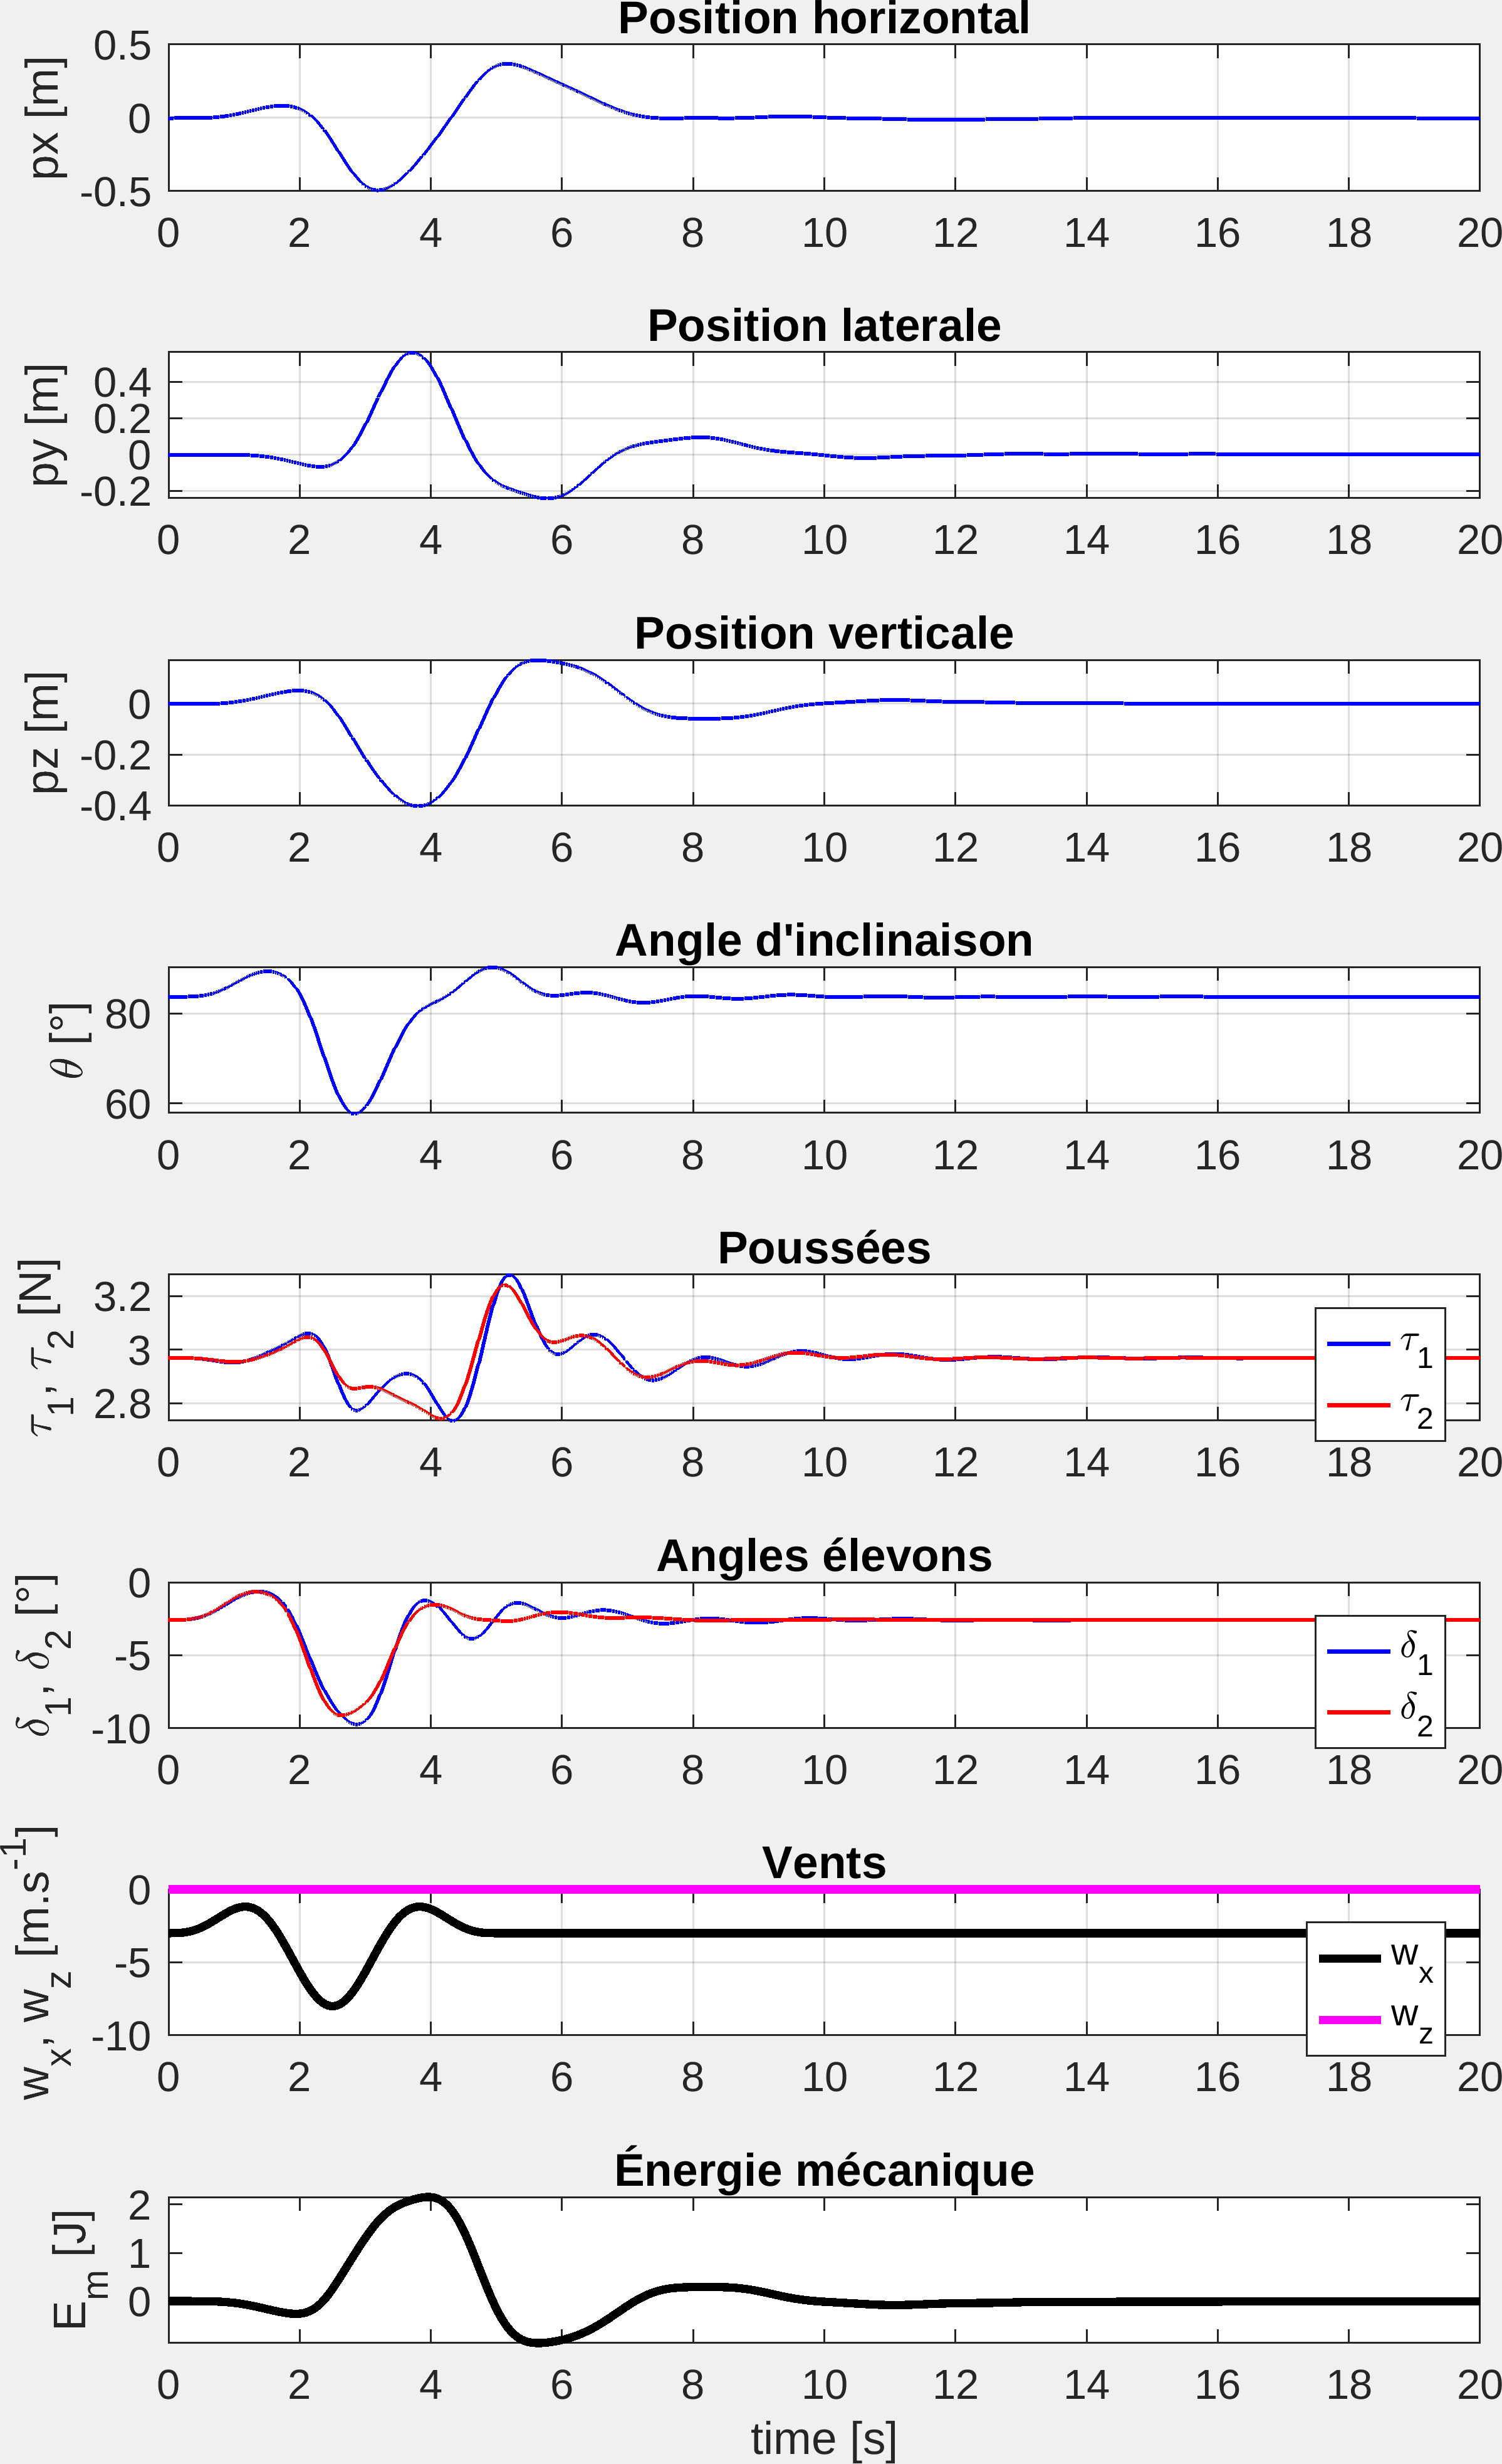 Position horizontal
px [m]
0.5
0
-0.5
0 2 4 6 8 10 12 14 16 18 20
Position laterale
py [m]
0.4
0.2
0
-0.2
0 2 4 6 8 10 12 14 16 18 20
Position verticale
pz [m]
0
-0.2
-0.4
0 2 4 6 8 10 12 14 16 18 20
Angle d'inclinaison
θ [°]
80
60
0 2 4 6 8 10 12 14 16 18 20
Poussées
τ1, τ2 [N]
3.2
3
2.8
τ1
τ2
0 2 4 6 8 10 12 14 16 18 20
Angles élevons
δ1, δ2 [°]
0
-5
-10
δ1
δ2
0 2 4 6 8 10 12 14 16 18 20
Vents
wx, wz [m.s-1]
0
-5
-10
wx
wz
0 2 4 6 8 10 12 14 16 18 20
Énergie mécanique
Em [J]
2
1
0
0 2 4 6 8 10 12 14 16 18 20
time [s]